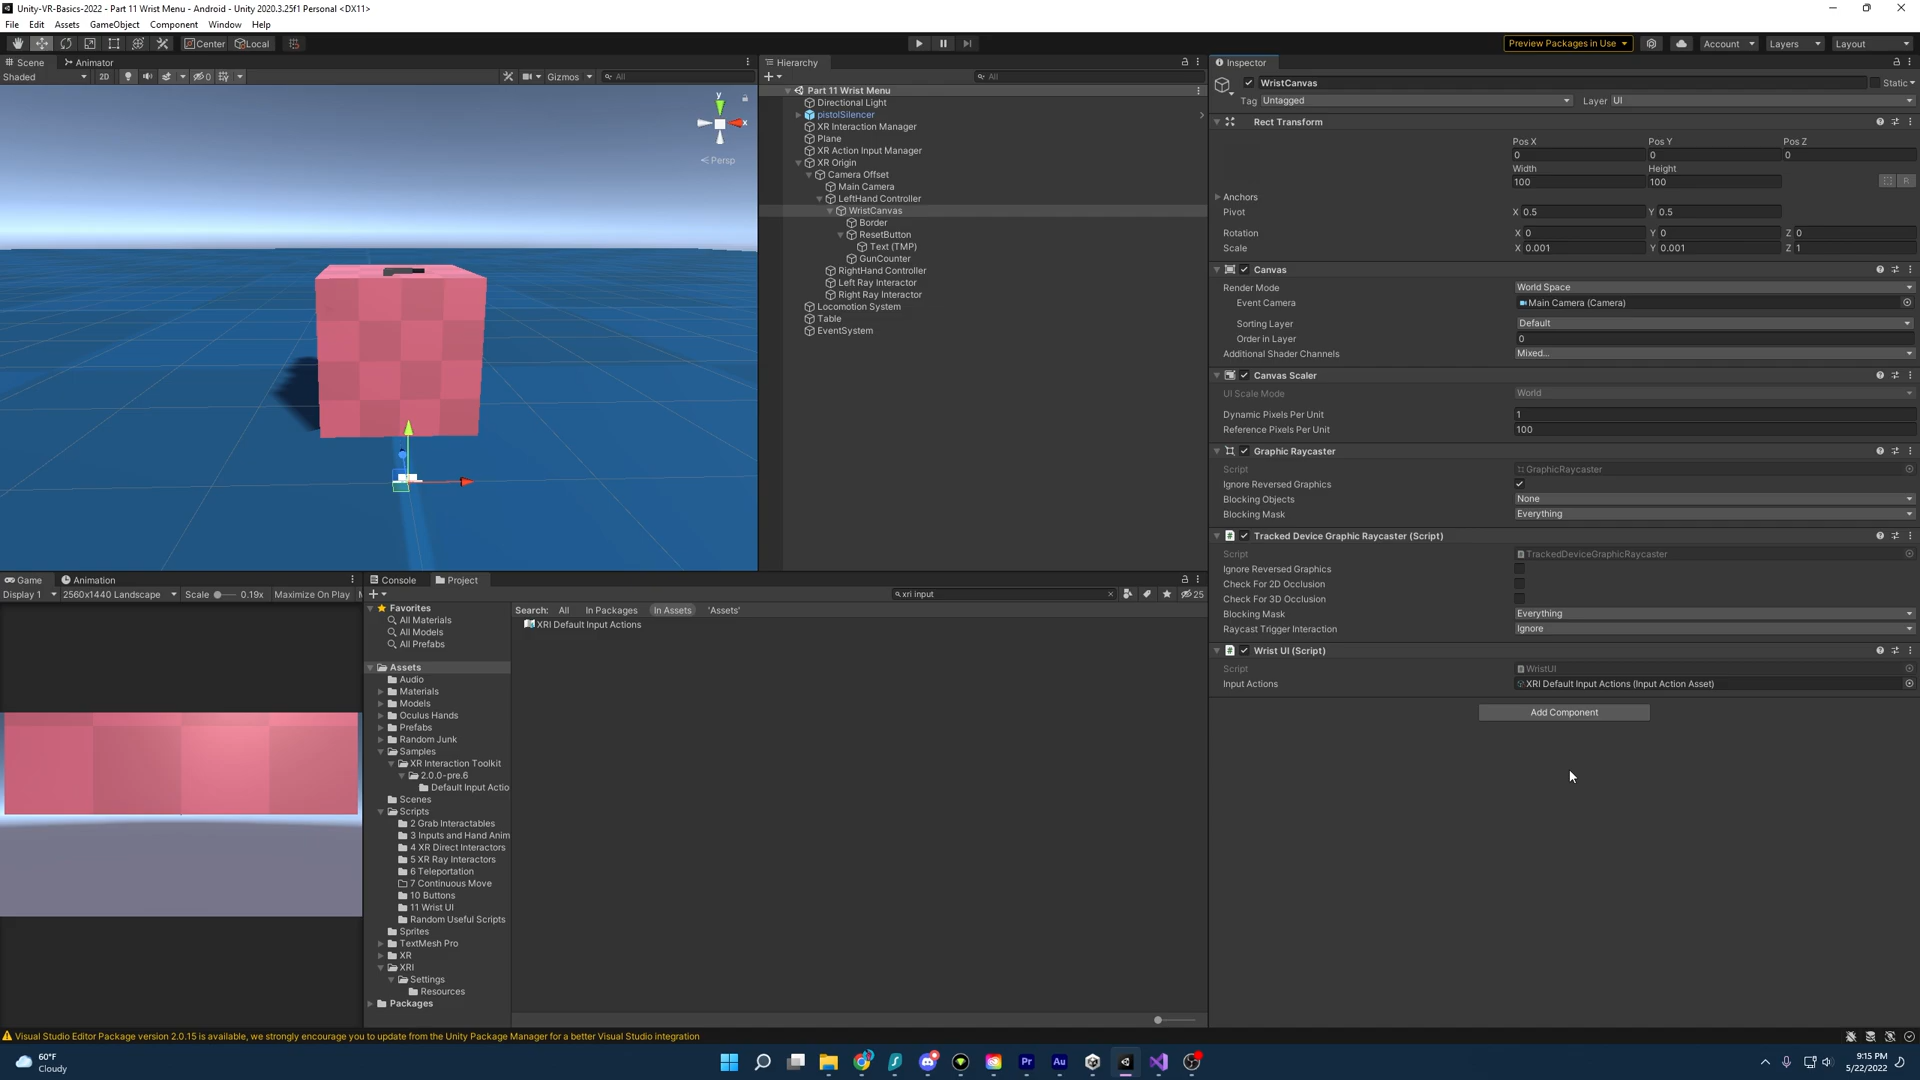 Unity-VR-Basics-2022 - Part 11 Wrist Menu - Android - Unity 2020.3.25f1 Personal <DX11>
File Edit Assets GameObject Component Window Help
Center Local
Preview Packages in Use Account Layers Layout
Scene Animator
Shaded 2D 0 Gizmos All
y
x
Persp
Hierarchy
All
Part 11 Wrist Menu
Directional Light
pistolSilencer
XR Interaction Manager
Plane
XR Action Input Manager
XR Origin
Camera Offset
Main Camera
LeftHand Controller
WristCanvas
Border
ResetButton
Text (TMP)
GunCounter
RightHand Controller
Left Ray Interactor
Right Ray Interactor
Locomotion System
Table
EventSystem
Inspector
WristCanvas Static
Tag Untagged Layer UI
Rect Transform
Pos X Pos Y Pos Z
0 0 0
Width Height
100 100 R
Anchors
Pivot X 0.5 Y 0.5
Rotation X 0 Y 0 Z 0
Scale X 0.001 Y 0.001 Z 1
Canvas
Render Mode World Space
Event Camera Main Camera (Camera)
Sorting Layer Default
Order in Layer 0
Additional Shader Channels Mixed...
Canvas Scaler
UI Scale Mode World
Dynamic Pixels Per Unit 1
Reference Pixels Per Unit 100
Graphic Raycaster
Script GraphicRaycaster
Ignore Reversed Graphics
Blocking Objects None
Blocking Mask Everything
Tracked Device Graphic Raycaster (Script)
Script TrackedDeviceGraphicRaycaster
Ignore Reversed Graphics
Check For 2D Occlusion
Check For 3D Occlusion
Blocking Mask Everything
Raycast Trigger Interaction Ignore
Wrist UI (Script)
Script WristUI
Input Actions XRI Default Input Actions (Input Action Asset)
Add Component
Game Animation
Display 1 2560x1440 Landscape Scale 0.19x Maximize On Play
Console Project
xri input 25
Favorites
All Materials
All Models
All Prefabs
Assets
Audio
Materials
Models
Oculus Hands
Prefabs
Random Junk
Samples
XR Interaction Toolkit
2.0.0-pre.6
Default Input Actio
Scenes
Scripts
2 Grab Interactables
3 Inputs and Hand Anim
4 XR Direct Interactors
5 XR Ray Interactors
6 Teleportation
7 Continuous Move
10 Buttons
11 Wrist UI
Random Useful Scripts
Sprites
TextMesh Pro
XR
XRI
Settings
Resources
Packages
Search: All In Packages In Assets 'Assets'
XRI Default Input Actions
Visual Studio Editor Package version 2.0.15 is available, we strongly encourage you to update from the Unity Package Manager for a better Visual Studio integration
60°F
Cloudy
Pr Au
9:15 PM
5/22/2022